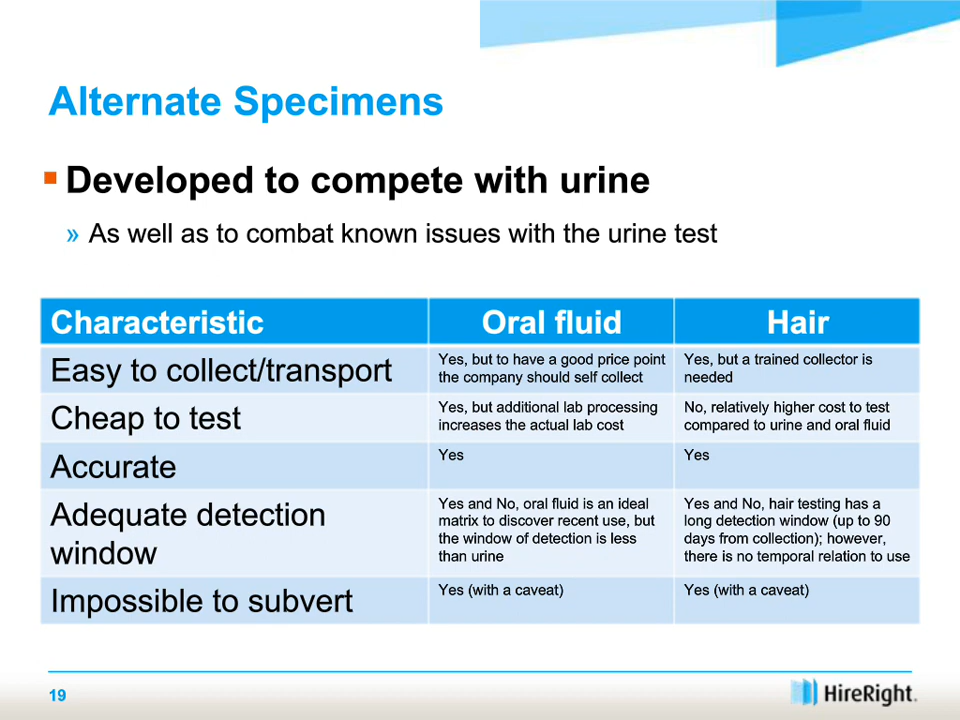 Alternate Specimens
▪ Developed to compete with urine
» As well as to combat known issues with the urine test
Characteristic Oral fluid Hair
Easy to collect/transport
Yes, but to have a good price point
the company should self collect
Yes, but a trained collector is
needed
Cheap to test
Yes, but additional lab processing
increases the actual lab cost
No, relatively higher cost to test
compared to urine and oral fluid
Accurate
Yes
Yes
Adequate detection
window
Yes and No, oral fluid is an ideal
matrix to discover recent use, but
the window of detection is less
than urine
Yes and No, hair testing has a
long detection window (up to 90
days from collection); however,
there is no temporal relation to use
Impossible to subvert
Yes (with a caveat)
Yes (with a caveat)
19
HireRight.